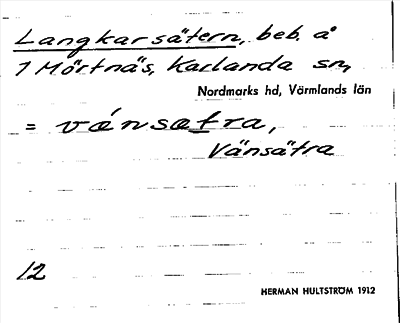 Langkarsätern, beb. å
1 Mörtnäs, Karlanda sn,
Nordmarks hd, Värmlands län
= vánsætra,
Vänsätra
12
HERMAN HULTSTRÖM 1912